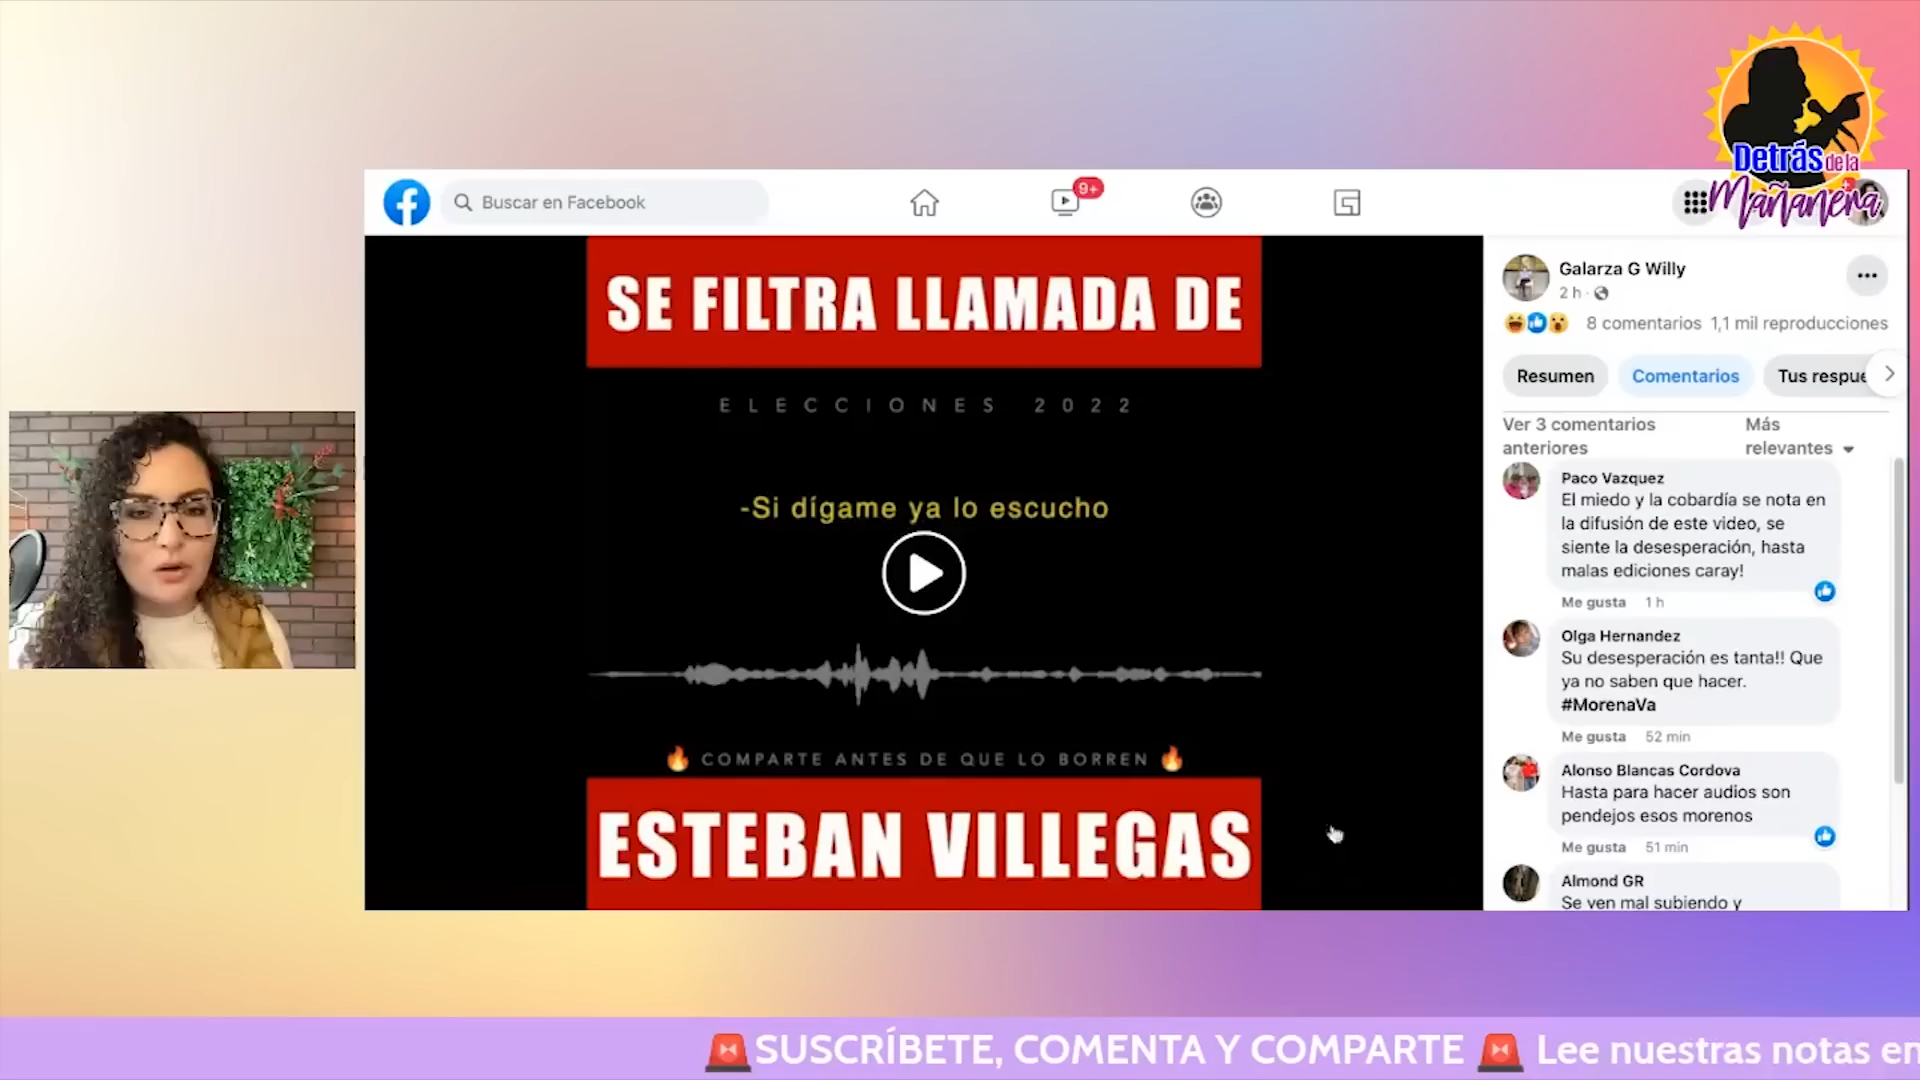 Detrás de la
Mañanera
Buscar en Facebook
9+
SE FILTRA LLAMADA DE
ELECCIONES 2022
-Si dígame ya lo escucho
🔥 COMPARTE ANTES DE QUE LO BORREN 🔥
ESTEBAN VILLEGAS
Galarza G Willy
2 h ·
8 comentarios 1,1 mil reproducciones
Resumen
Comentarios
Tus respue
Ver 3 comentarios
anteriores
Más
relevantes
Paco Vazquez
El miedo y la cobardía se nota en
la difusión de este video, se
siente la desesperación, hasta
malas ediciones caray!
Me gusta 1 h
Olga Hernandez
Su desesperación es tanta!! Que
ya no saben que hacer.
#MorenaVa
Me gusta 52 min
Alonso Blancas Cordova
Hasta para hacer audios son
pendejos esos morenos
Me gusta 51 min
Almond GR
Se ven mal subiendo y
🚨SUSCRÍBETE, COMENTA Y COMPARTE 🚨 Lee nuestras notas en